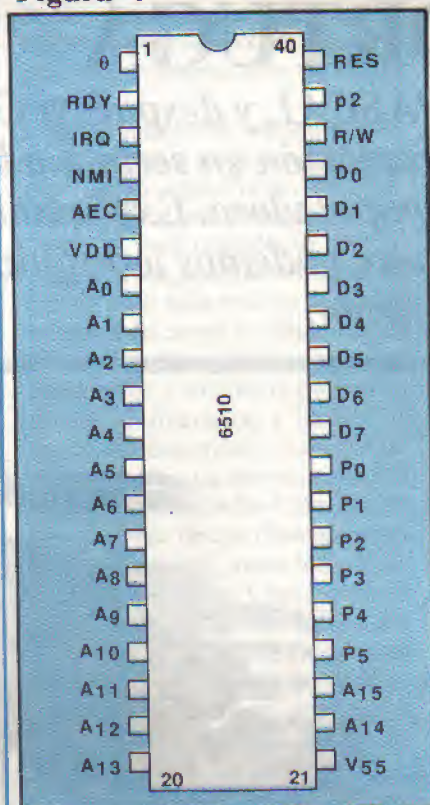 1 40
θ RES
RDY p2
IRQ R/W
NMI D0
AEC D1
VDD D2
A0 D3
A1 D4
A2 D5
A3 D6
A4 D7
6510
A5 P0
A6 P1
A7 P2
A8 P3
A9 P4
A10 P5
A11 A15
A12 A14
A13 V55
20 21